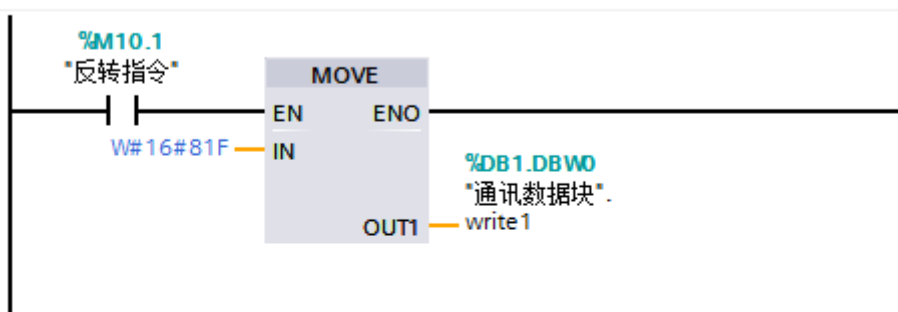 %M10.1
"反转指令"
MOVE
EN ENO
W#16#81F IN
%DB1.DBW0
"通讯数据块".
OUT1 write1